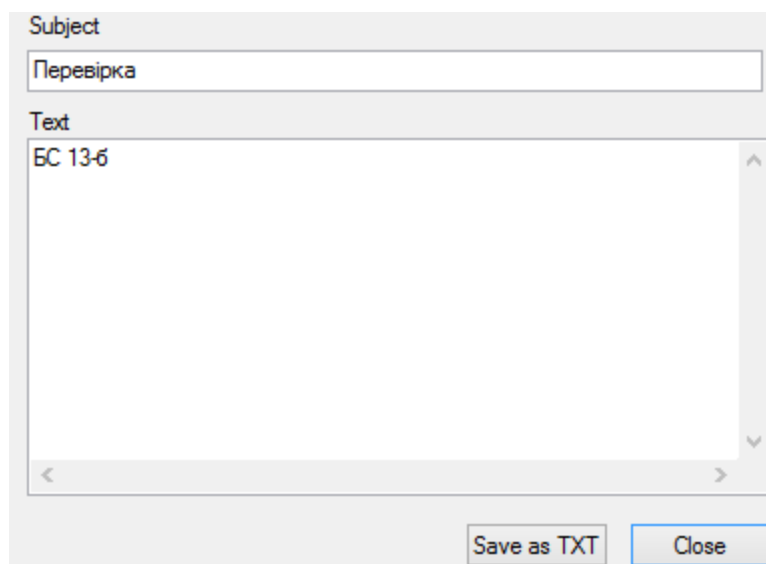 Subject
Перевірка
Text
БС 13-б
Save as TXT
Close